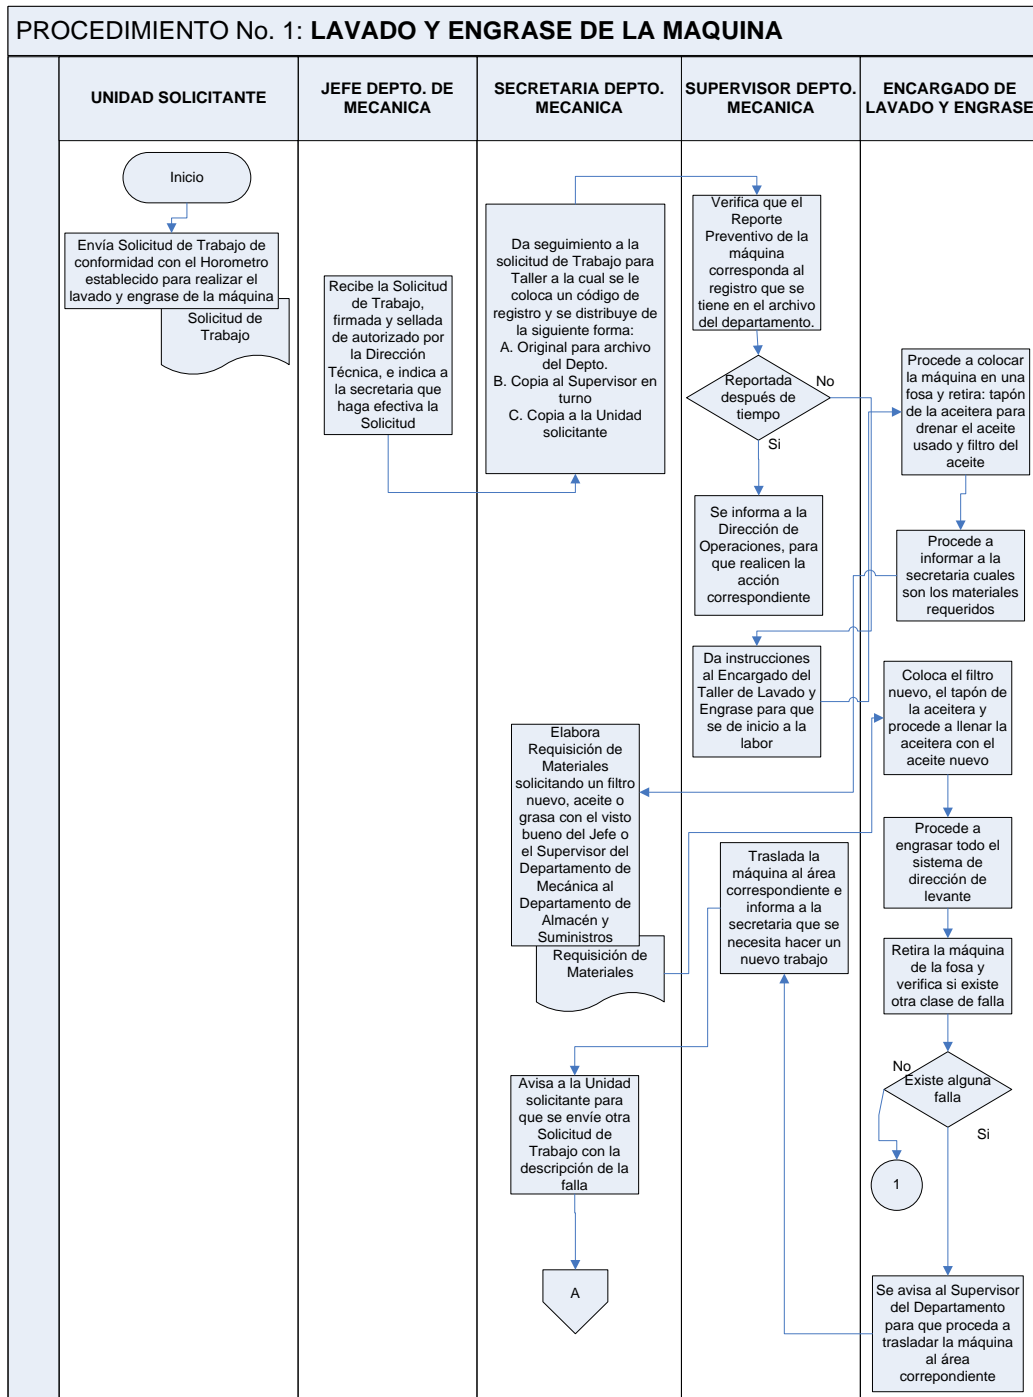 PROCEDIMIENTO No. 1: LAVADO Y ENGRASE DE LA MAQUINA
UNIDAD SOLICITANTE
JEFE DEPTO. DE
MECANICA
SECRETARIA DEPTO.
MECANICA
SUPERVISOR DEPTO.
MECANICA
ENCARGADO DE
LAVADO Y ENGRASE
Inicio
Envía Solicitud de Trabajo de
conformidad con el Horometro
establecido para realizar el
lavado y engrase de la máquina
Solicitud de
Trabajo
Recibe la Solicitud
de Trabajo,
firmada y sellada
de autorizado por
la Dirección
Técnica, e indica a
la secretaria que
haga efectiva la
Solicitud
Da seguimiento a la
solicitud de Trabajo para
Taller a la cual se le
coloca un código de
registro y se distribuye de
la siguiente forma:
A. Original para archivo
del Depto.
B. Copia al Supervisor en
turno
C. Copia a la Unidad
solicitante
Verifica que el
Reporte
Preventivo de la
máquina
corresponda al
registro que se
tiene en el archivo
del departamento.
Reportada
después de
tiempo
No
Si
Se informa a la
Dirección de
Operaciones, para
que realicen la
acción
correspondiente
Da instrucciones
al Encargado del
Taller de Lavado y
Engrase para que
se de inicio a la
labor
Procede a colocar
la máquina en una
fosa y retira: tapón
de la aceitera para
drenar el aceite
usado y filtro del
aceite
Procede a
informar a la
secretaria cuales
son los materiales
requeridos
Elabora
Requisición de
Materiales
solicitando un filtro
nuevo, aceite o
grasa con el visto
bueno del Jefe o
el Supervisor del
Departamento de
Mecánica al
Departamento de
Almacén y
Suministros
Requisición de
Materiales
Coloca el filtro
nuevo, el tapón de
la aceitera y
procede a llenar la
aceitera con el
aceite nuevo
Procede a
engrasar todo el
sistema de
dirección de
levante
Retira la máquina
de la fosa y
verifica si existe
otra clase de falla
Existe alguna
falla
No
Si
1
Se avisa al Supervisor
del Departamento
para que proceda a
trasladar la máquina
al área
correpondiente
Traslada la
máquina al área
correspondiente e
informa a la
secretaria que se
necesita hacer un
nuevo trabajo
Avisa a la Unidad
solicitante para
que se envíe otra
Solicitud de
Trabajo con la
descripción de la
falla
A